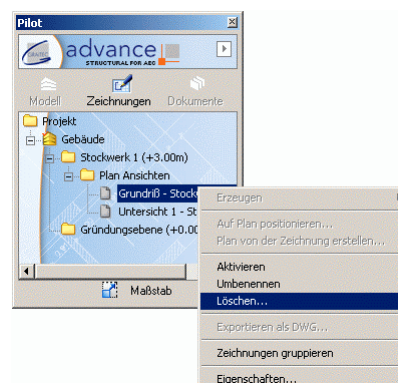 Pilot
GRAITEC
advance
STRUCTURAL FOR AEC
Modell Zeichnungen Dokumente
Projekt
Gebäude
Stockwerk 1 (+3.00m)
Plan Ansichten
Grundriß - Stock
Untersicht 1 - St
Gründungsebene (+0.00
Maßstab
Erzeugen
Auf Plan positionieren...
Plan von der Zeichnung erstellen...
Aktivieren
Umbenennen
Löschen...
Exportieren als DWG...
Zeichnungen gruppieren
Eigenschaften...